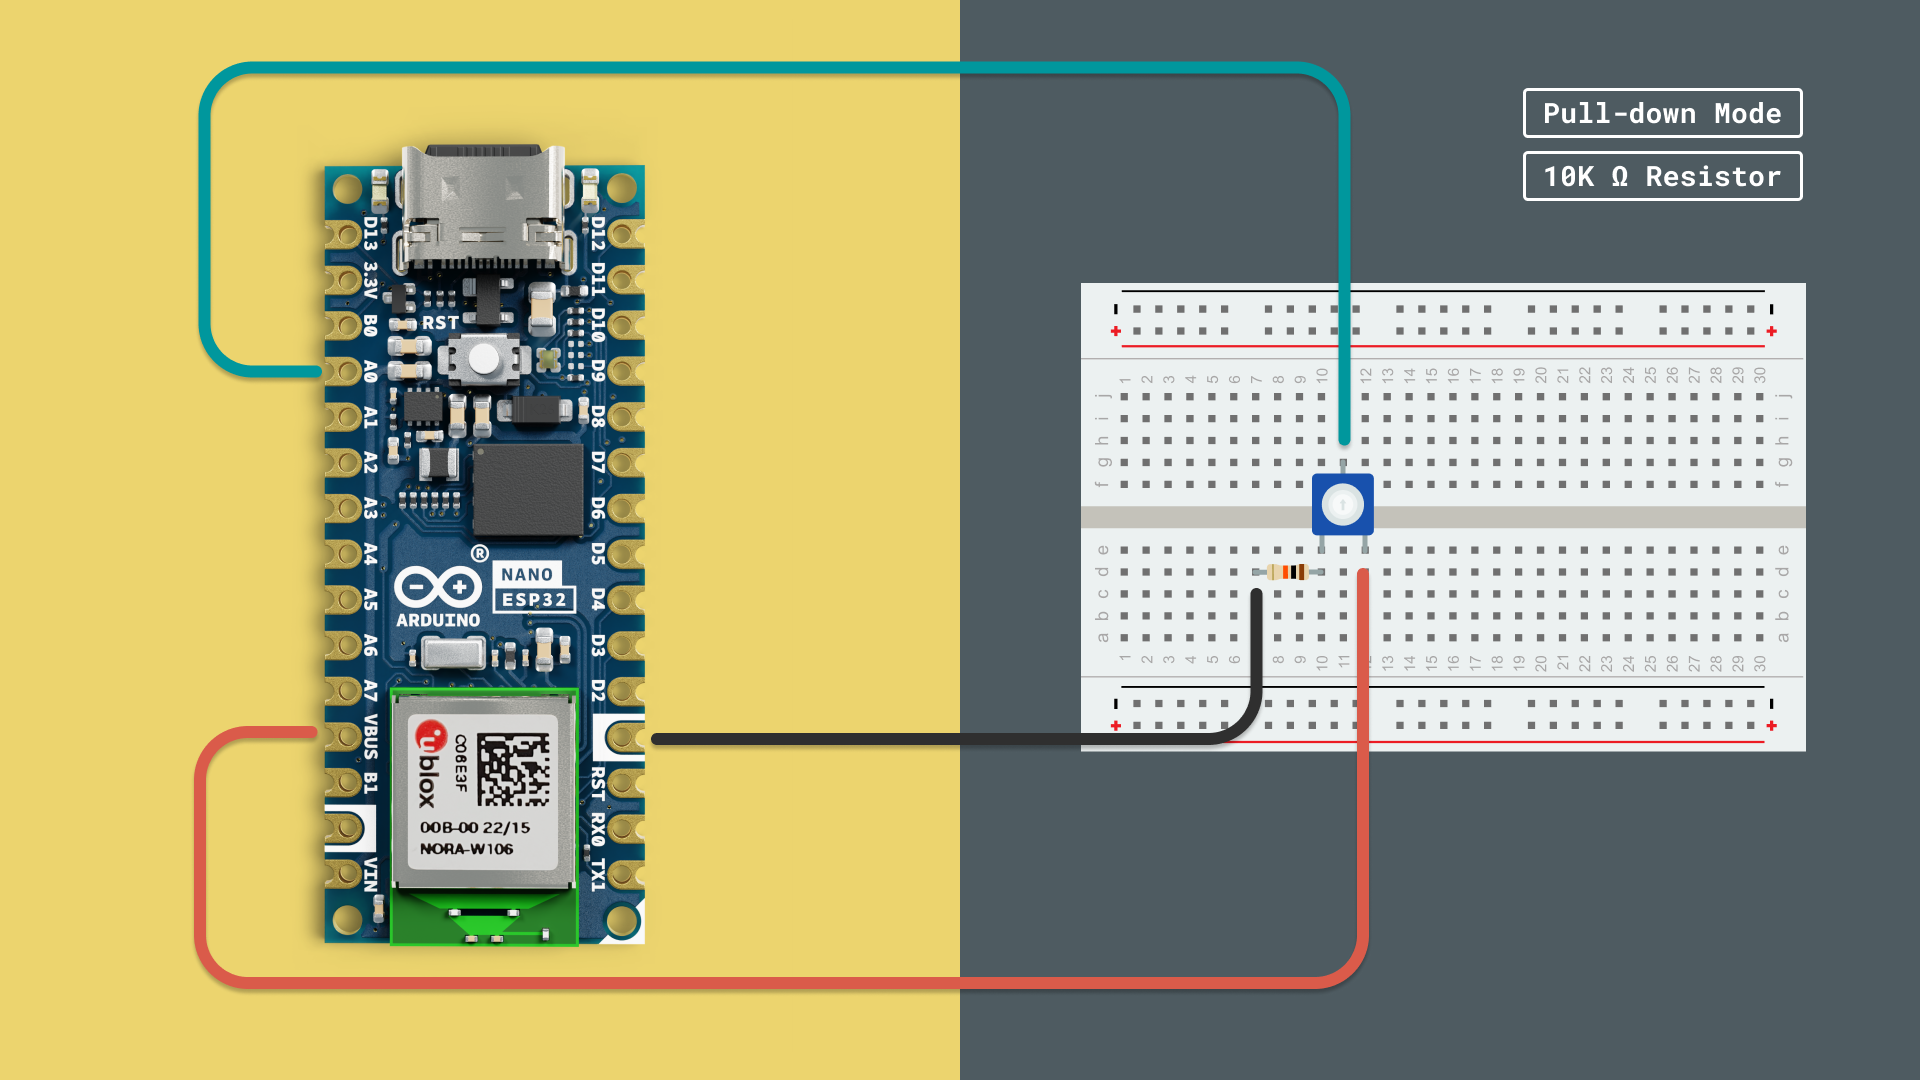 Pull-down Mode
10K Ω Resistor
D13
3.3V
B0
A0
A1
A2
A3
A4
A5
A6
A7
VBUS
B1
VIN
RST
®
NANO
ESP32
ARDUINO
ublox
C06E3F
00B-00 22/15
NORA-W106
D12
D11
D10
D9
D8
D7
D6
D5
D4
D3
D2
RST
RX0
TX1
1 2 3 4 5 6 7 8 9 10 12 13 14 15 16 17 18 19 20 21 22 23 24 25 26 27 28 29 30
j j
i i
h h
g g
f f
e e
d d
c c
b b
a a
1 2 3 4 5 6 8 9 10 11 13 14 15 16 17 18 19 20 21 22 23 24 25 26 27 28 29 30